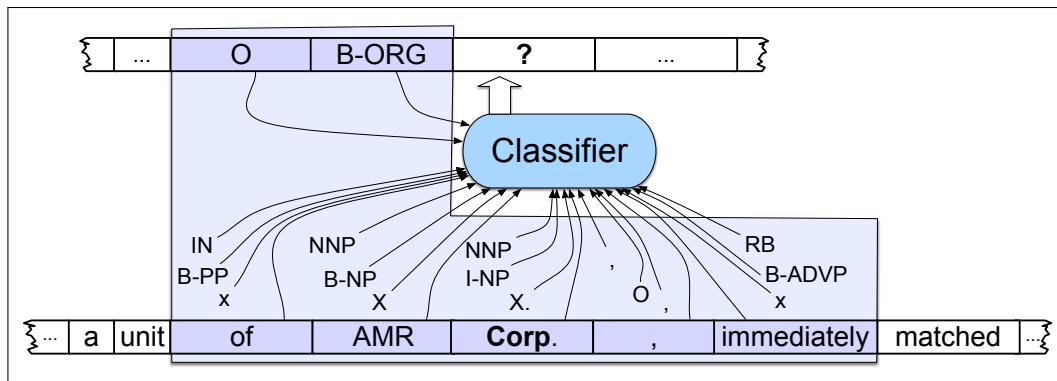 ... O B-ORG ? ...
Classifier
IN NNP NNP , RB
B-PP B-NP I-NP B-ADVP
x X X. O , x
... a unit of AMR Corp. , immediately matched ...